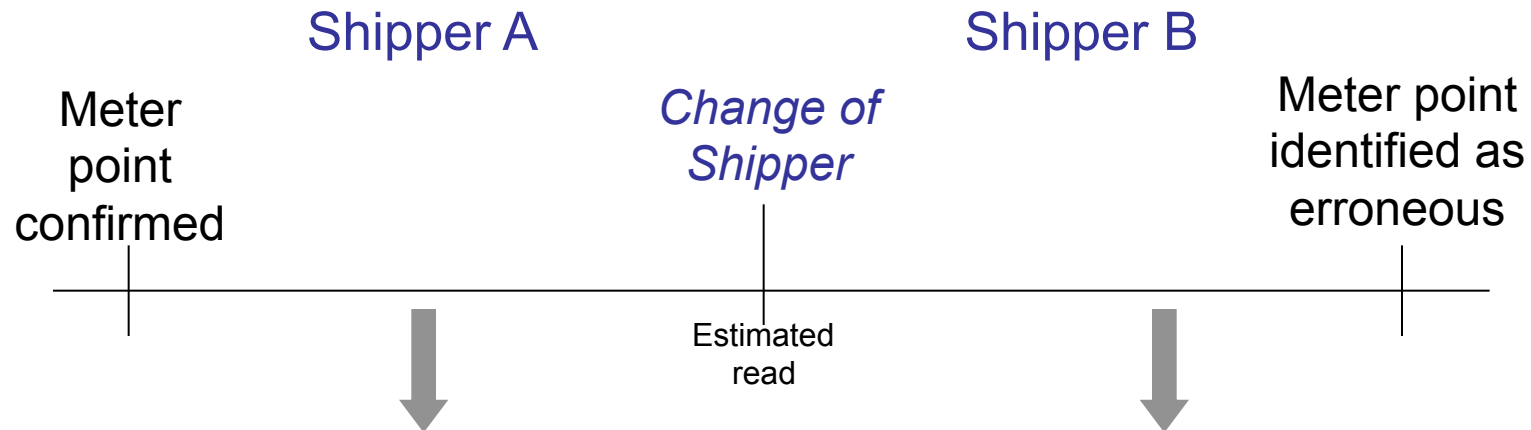 Shipper A
Shipper B
Meter
point
confirmed
Change of
Shipper
Meter point
identified as
erroneous
Estimated
read